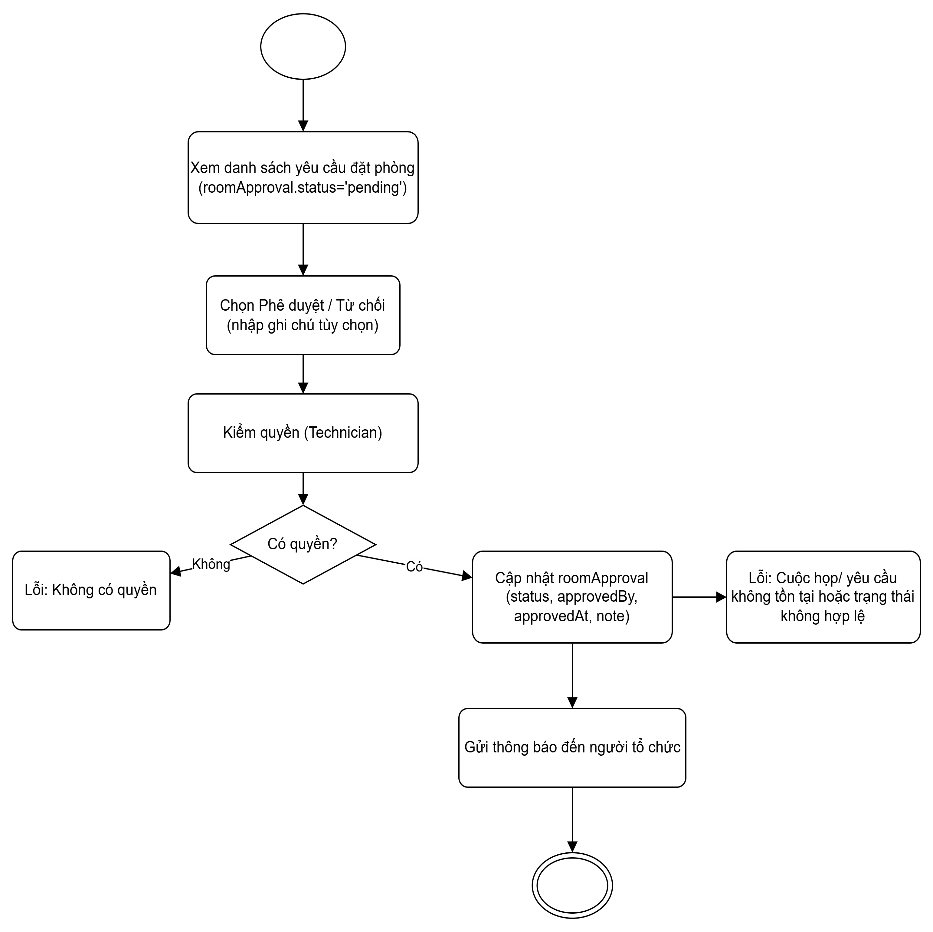 Xem danh sách yêu cầu đặt phòng
(roomApproval.status='pending')
Chọn Phê duyệt / Từ chối
(nhập ghi chú tùy chọn)
Kiểm quyền (Technician)
Có quyền?
Không
Có
Lỗi: Không có quyền
Cập nhật roomApproval
(status, approvedBy,
approvedAt, note)
Lỗi: Cuộc họp/ yêu cầu
không tồn tại hoặc trạng thái
không hợp lệ
Gửi thông báo đến người tổ chức